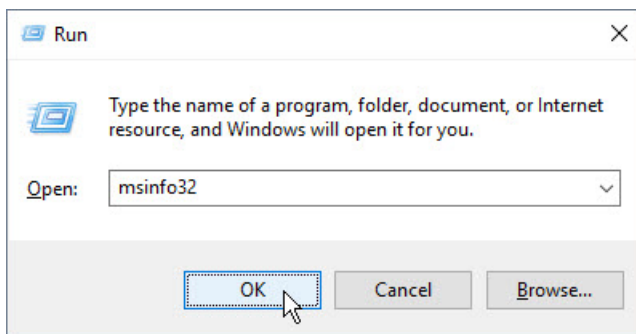 Run
Type the name of a program, folder, document, or Internet
resource, and Windows will open it for you.
Open: msinfo32
OK Cancel Browse...